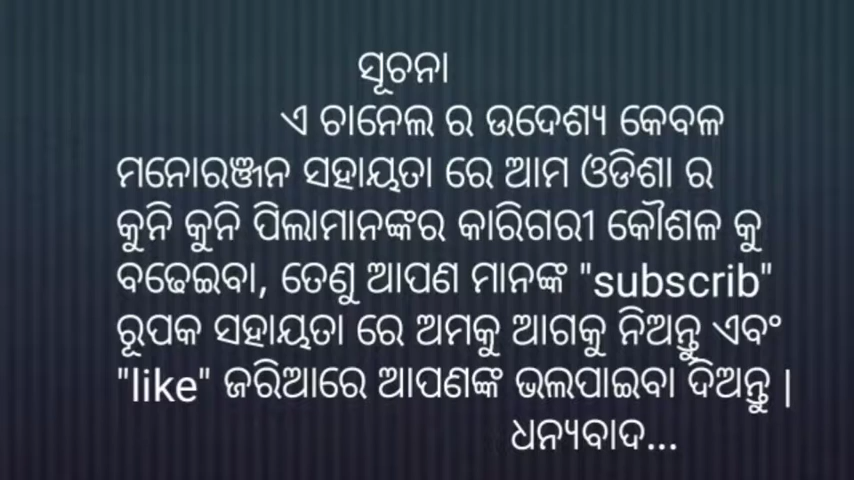 ସୂଚନା
ଏ ଚାନେଲ ର ଉଦେଶ୍ୟ କେବଳ
ମନୋରଞ୍ଜନ ସହାୟତା ରେ ଆମ ଓଡିଶା ର
କୁନି କୁନି ପିଲାମାନଙ୍କର କାରିଗରୀ କୌଶଳ କୁ
ବଢେଇବା, ତେଣୁ ଆପଣ ମାନଙ୍କ "subscrib"
ରୂପକ ସହାୟତା ରେ ଅମକୁ ଆଗକୁ ନିଅନ୍ତୁ ଏବଂ
"like" ଜରିଆରେ ଆପଣଙ୍କ ଭଲପାଇବା ଦିଅନ୍ତୁ |
ଧନ୍ୟବାଦ...